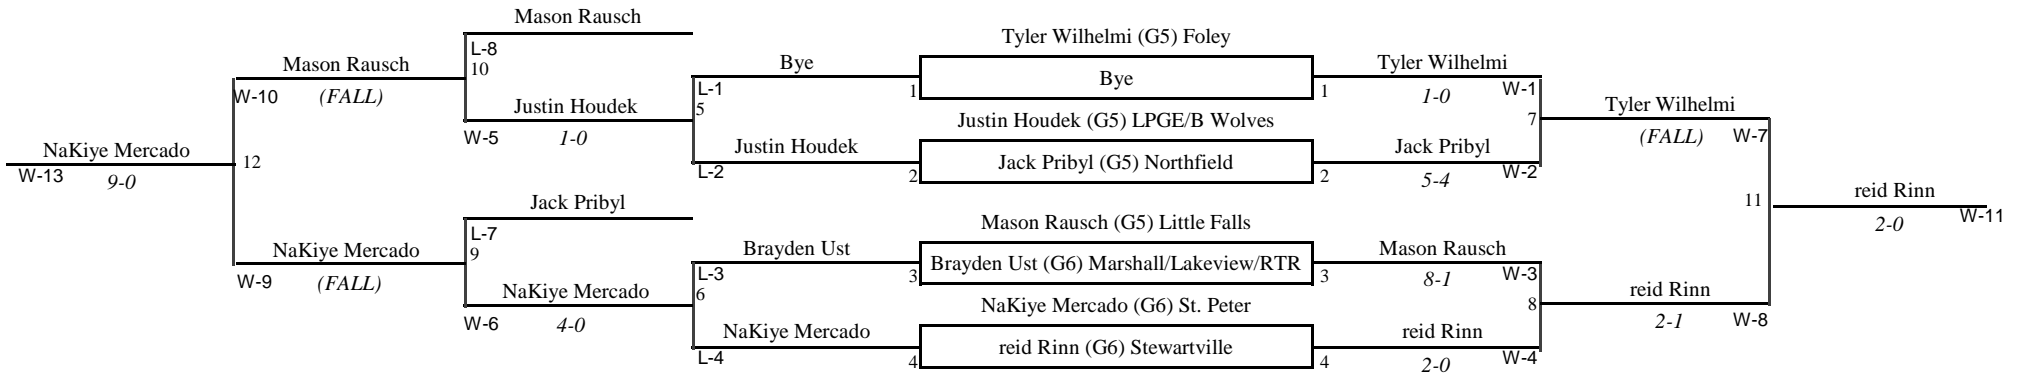 Mason Rausch
L-8
10
Mason Rausch
W-10
(FALL)
Justin Houdek
W-5
1-0
NaKiye Mercado
W-13
9-0
12
Jack Pribyl
L-7
9
NaKiye Mercado
W-9
(FALL)
NaKiye Mercado
W-6
4-0
Bye
L-1
5
1
Justin Houdek
L-2
2
Brayden Ust
L-3
6
3
NaKiye Mercado
L-4
4
Tyler Wilhelmi (G5) Foley
Bye
Justin Houdek (G5) LPGE/B Wolves
Jack Pribyl (G5) Northfield
Mason Rausch (G5) Little Falls
Brayden Ust (G6) Marshall/Lakeview/RTR
NaKiye Mercado (G6) St. Peter
reid Rinn (G6) Stewartville
Tyler Wilhelmi
1
1-0
W-1
7
Jack Pribyl
2
5-4
W-2
Mason Rausch
3
8-1
W-3
8
reid Rinn
4
2-0
W-4
Tyler Wilhelmi
(FALL)
W-7
11
reid Rinn
2-1
W-8
reid Rinn
2-0
W-11